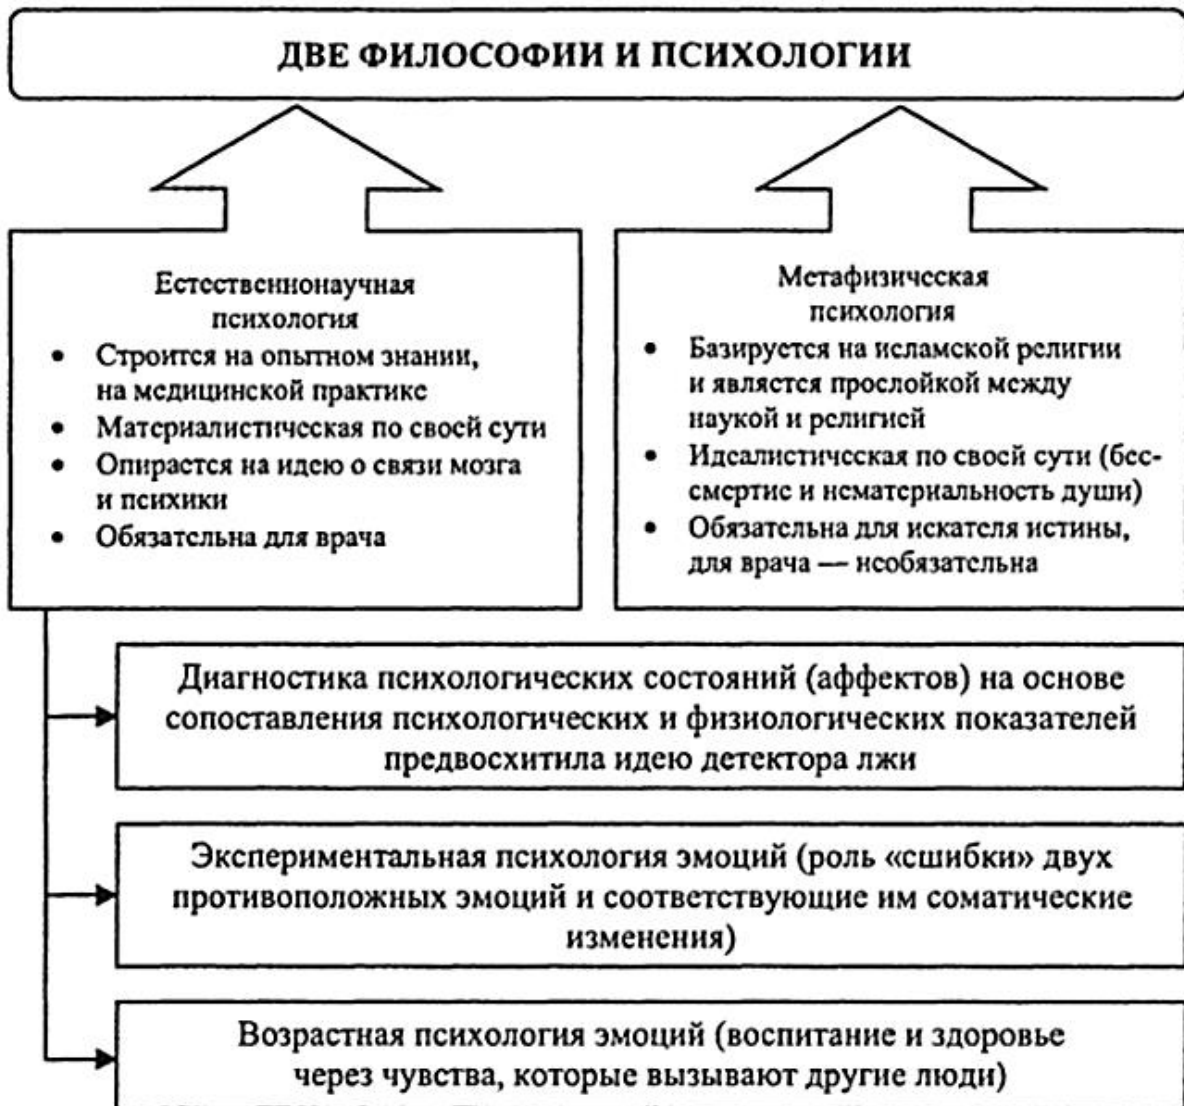 ДВЕ ФИЛОСОФИИ И ПСИХОЛОГИИ
Естественнонаучная
психология
• Строится на опытном знании,
на медицинской практике
• Материалистическая по своей сути
• Опирается на идею о связи мозга
и психики
• Обязательна для врача
Метафизическая
психология
• Базируется на исламской религии
и является прослойкой между
наукой и религией
• Идеалистическая по своей сути (бес-
смертие и нематериальность души)
• Обязательна для искателя истины,
для врача — необязательна
Диагностика психологических состояний (аффектов) на основе
сопоставления психологических и физиологических показателей
предвосхитила идею детектора лжи
Экспериментальная психология эмоций (роль «сшибки» двух
противоположных эмоций и соответствующие им соматические
изменения)
Возрастная психология эмоций (воспитание и здоровье
через чувства, которые вызывают другие люди)